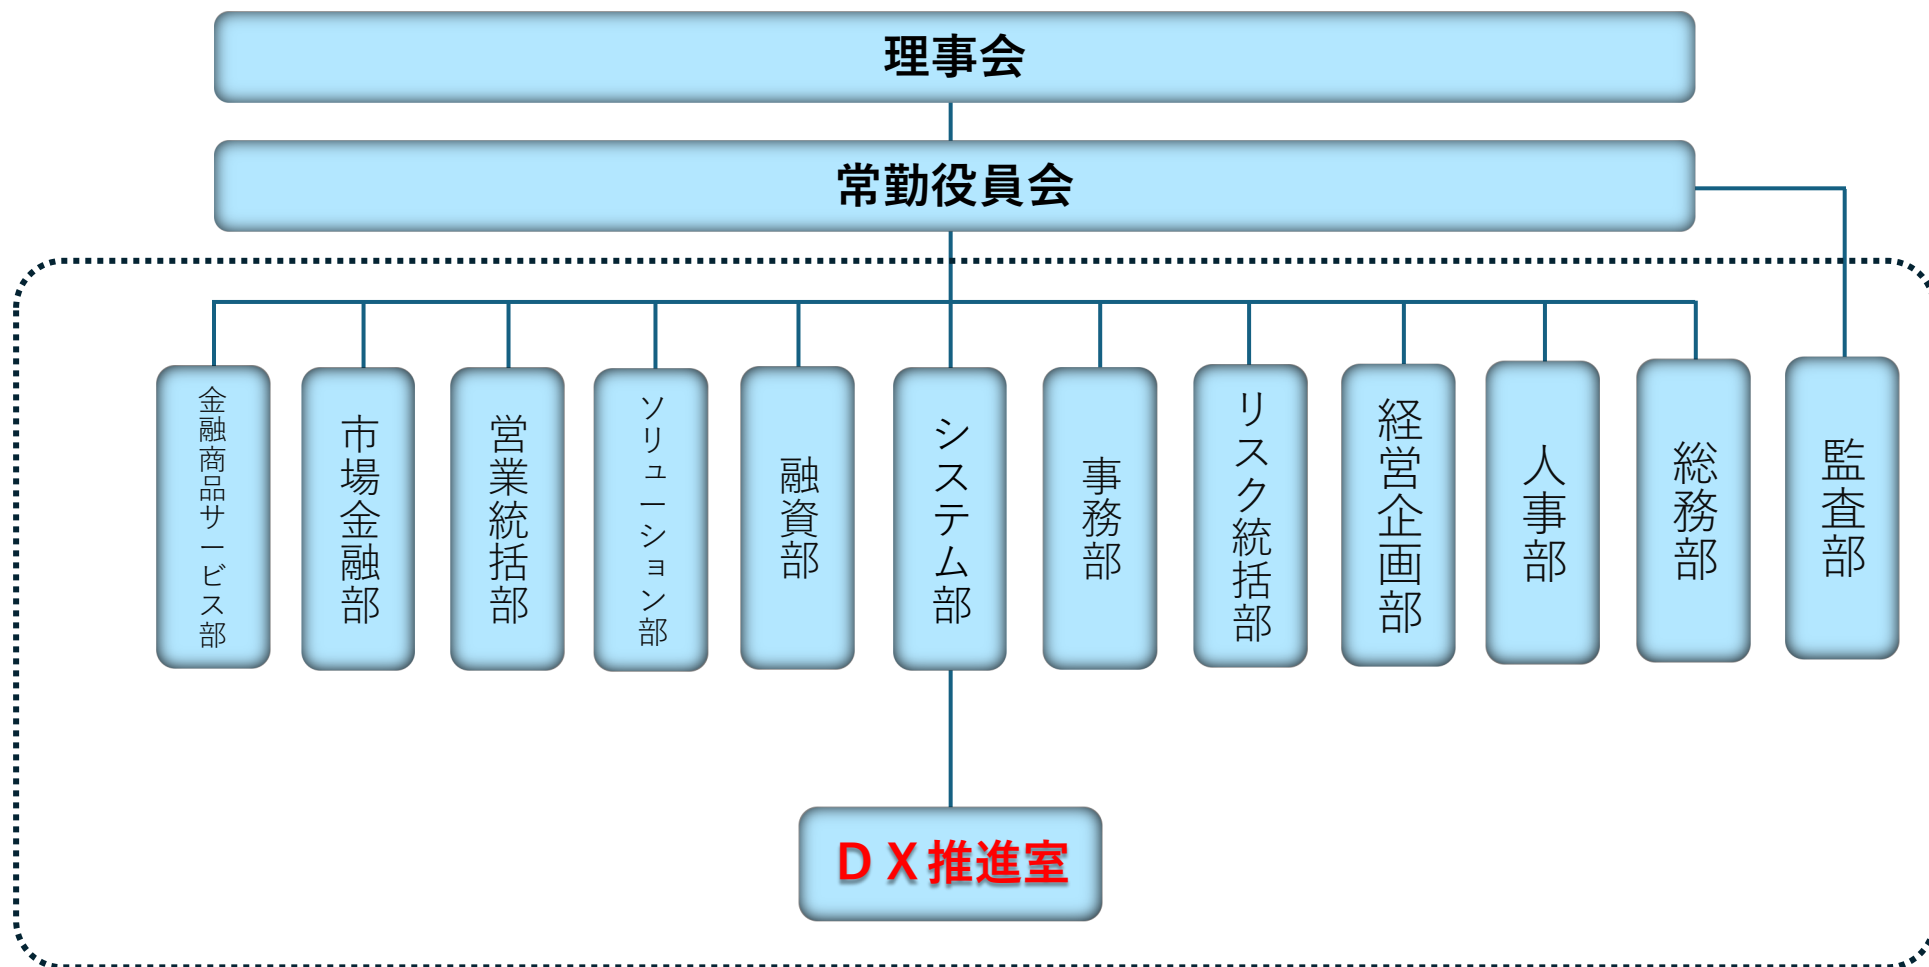 理事会
常勤役員会
金融商品サービス部
市場金融部
営業統括部
ソリューション部
融資部
システム部
事務部
リスク統括部
経営企画部
人事部
総務部
監査部
ＤＸ推進室